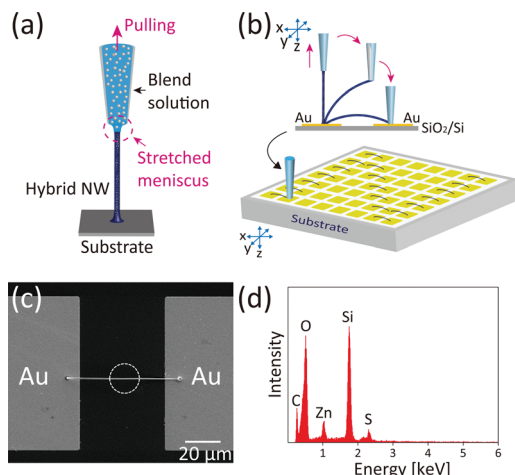 (a)
Pulling
Blend
solution
Stretched
meniscus
Hybrid NW
Substrate
(b)
x
y
z
Au
Au
SiO2/Si
Substrate
x
y
z
(c)
Au
Au
20 μm
(d)
Intensity
C
O
Zn
Si
S
0
1
2
3
4
5
6
Energy [keV]